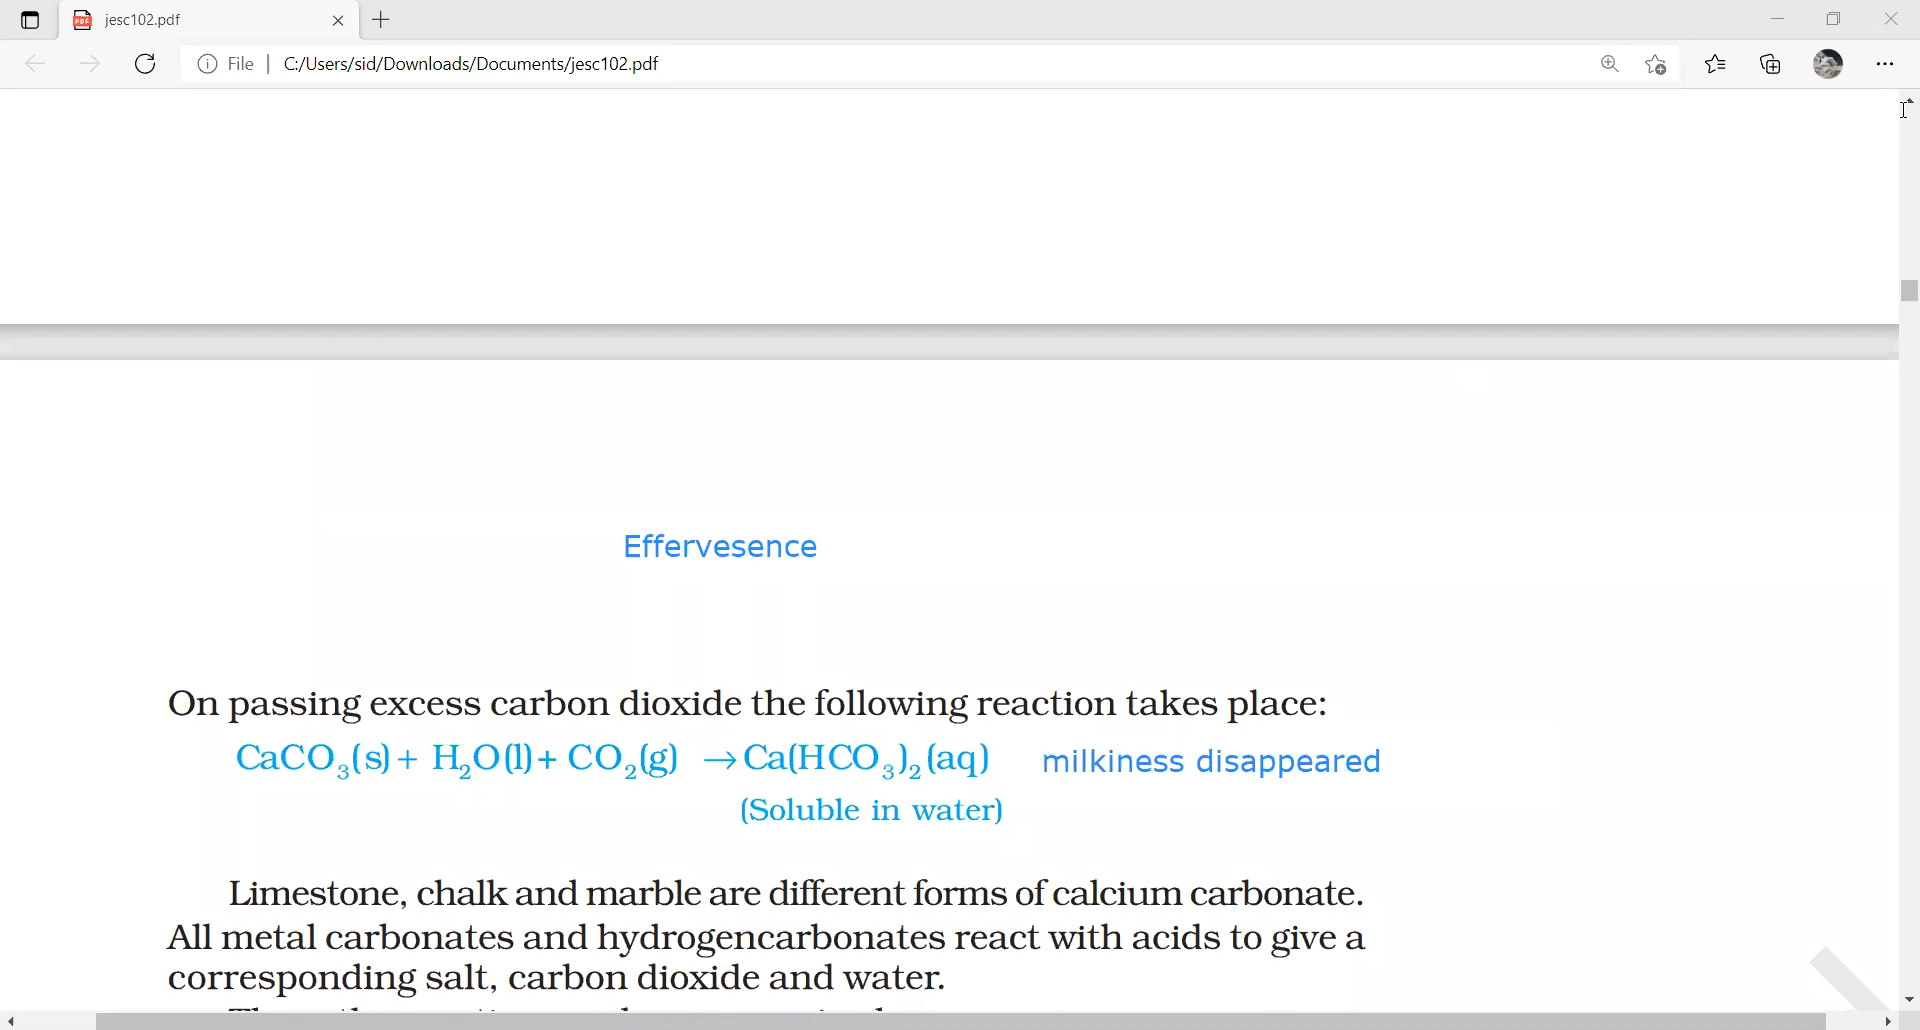 jesc102.pdf
File | C:/Users/sid/Downloads/Documents/jesc102.pdf
Effervesence
On passing excess carbon dioxide the following reaction takes place:
CaCO₃(s) + H₂O(l) + CO₂(g) → Ca(HCO₃)₂(aq) milkiness disappeared
(Soluble in water)
Limestone, chalk and marble are different forms of calcium carbonate.
All metal carbonates and hydrogencarbonates react with acids to give a
corresponding salt, carbon dioxide and water.